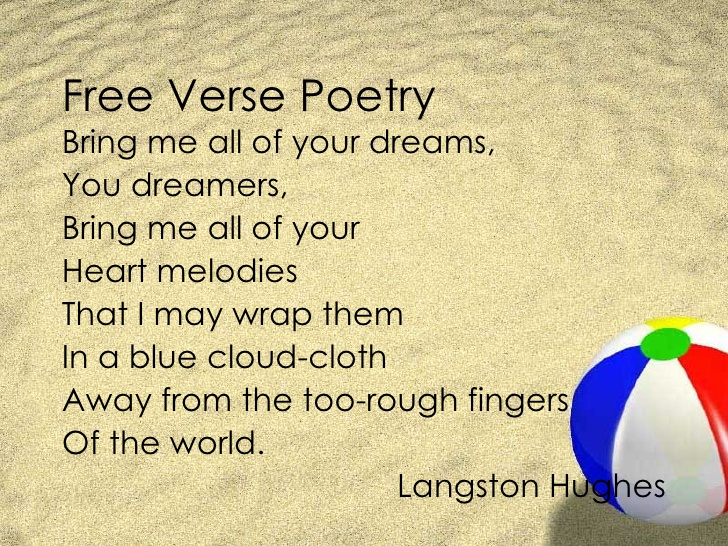 Free Verse Poetry
Bring me all of your dreams,
You dreamers,
Bring me all of your
Heart melodies
That I may wrap them
In a blue cloud-cloth
Away from the too-rough fingers
Of the world.
Langston Hughes